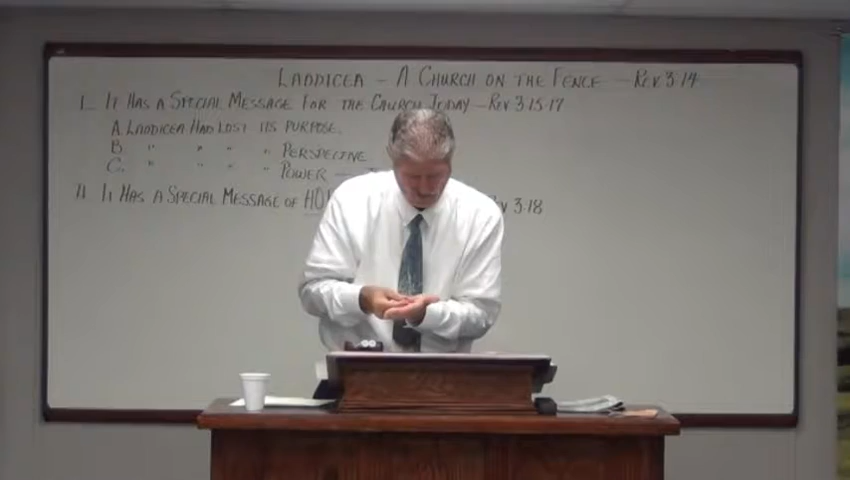 LAODICEA - A CHURCH ON THE FENCE - REV 3:14
I. IT HAS A SPECIAL MESSAGE FOR THE CHURCH TODAY - REV 3:15-17
A. LAODICEA HAD LOST ITS PURPOSE.
B. " " " " PERSPECTIVE
C. " " " " POWER -
II. IT HAS A SPECIAL MESSAGE OF 3:18